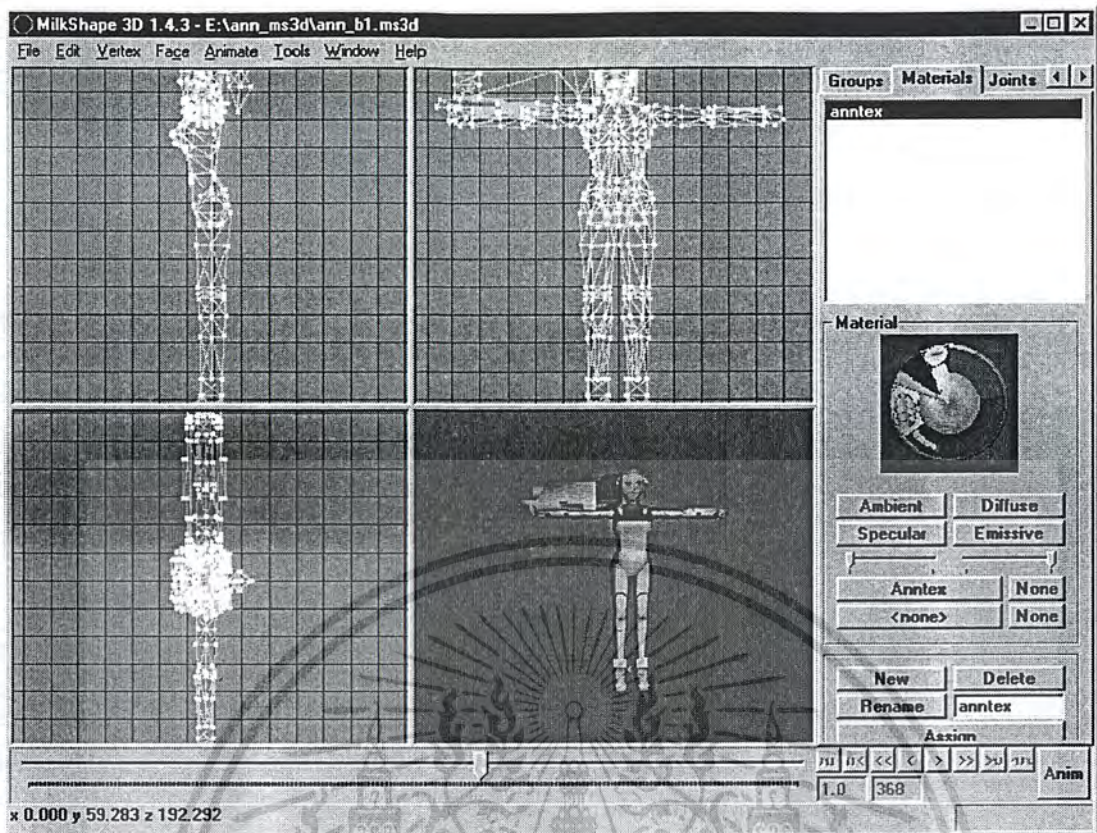 MilkShape 3D 1.4.3 - E:\ann_ms3d\ann_b1.ms3d
File Edit Vertex Face Animate Tools Window Help
Groups Materials Joints
anntex
Material
Ambient Diffuse
Specular Emissive
Anntex None
<none> None
New Delete
Rename anntex
Assign
<< < > >>
Anim
1.0 368
x 0.000 y 59.283 z 192.292